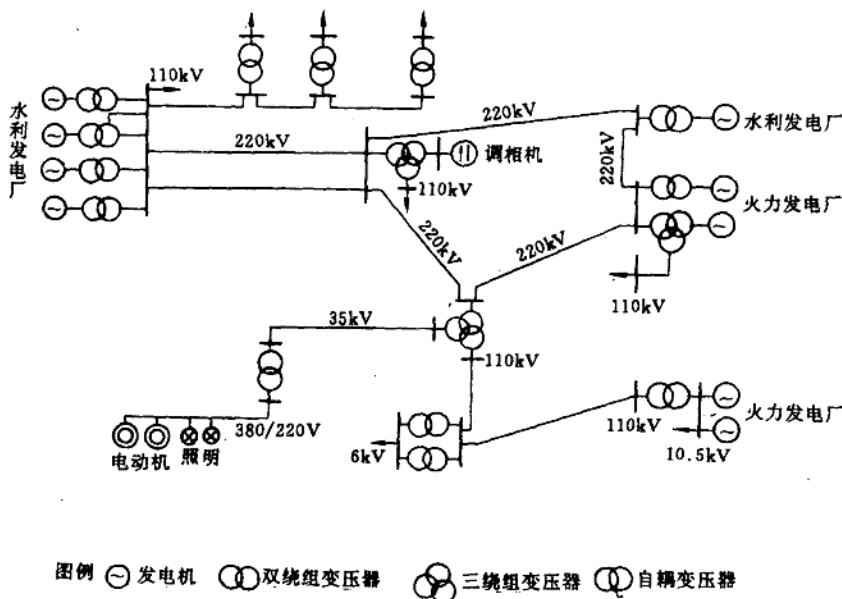 110kV
水利发电厂
220kV
220kV
水利发电厂
调相机
110kV
220kV
火力发电厂
220kV
220kV
110kV
35kV
110kV
380/220V
电动机 照明
6kV
110kV
火力发电厂
10.5kV
图例 发电机 双绕组变压器 三绕组变压器 自耦变压器